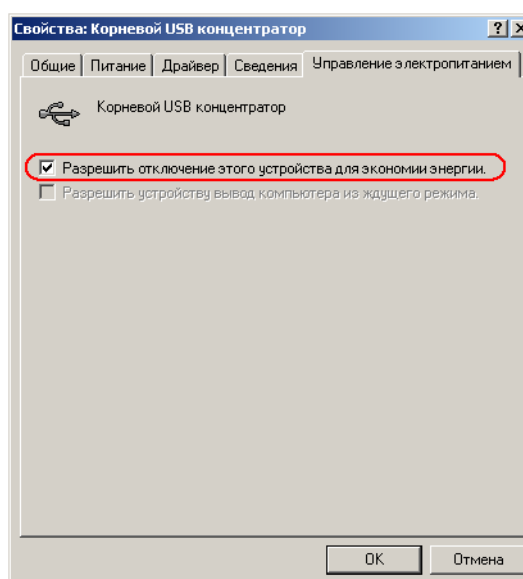 Свойства: Корневой USB концентратор
Общие Питание Драйвер Сведения Управление электропитанием
Корневой USB концентратор
Разрешить отключение этого устройства для экономии энергии.
Разрешить устройству вывод компьютера из ждущего режима.
OK Отмена